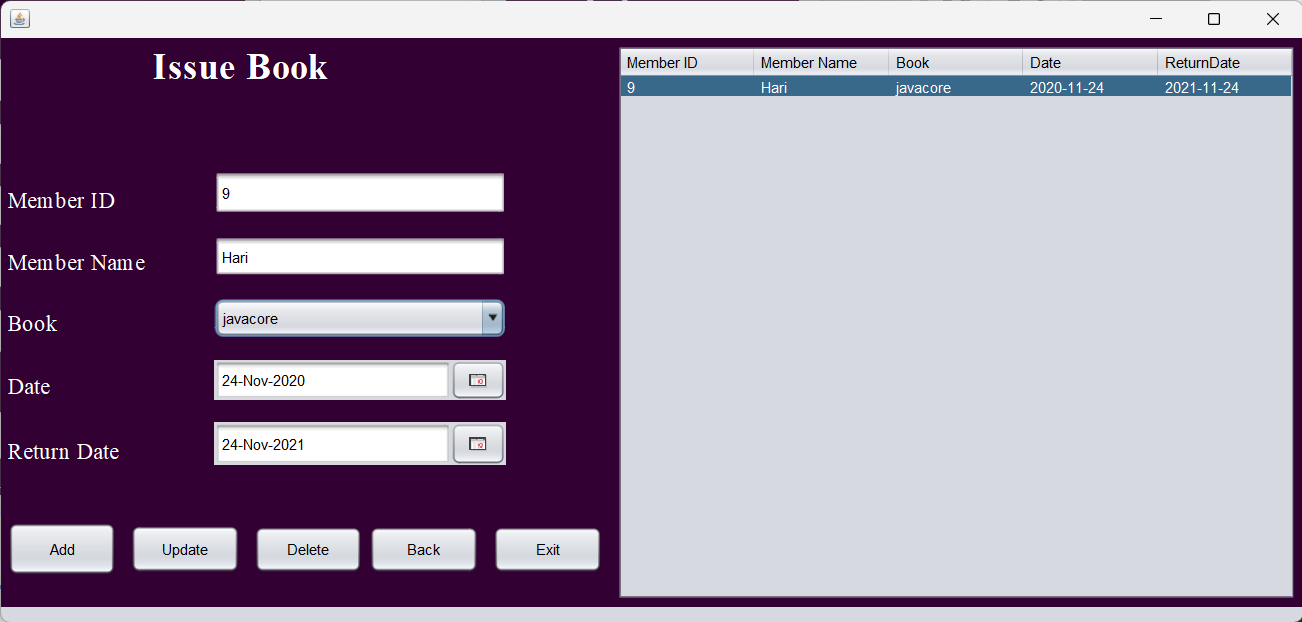 Issue Book
Member ID 9
Member Name Hari
Book javacore
Date 24-Nov-2020
Return Date 24-Nov-2021
Add Update Delete Back Exit
Member ID Member Name Book Date ReturnDate
9 Hari javacore 2020-11-24 2021-11-24